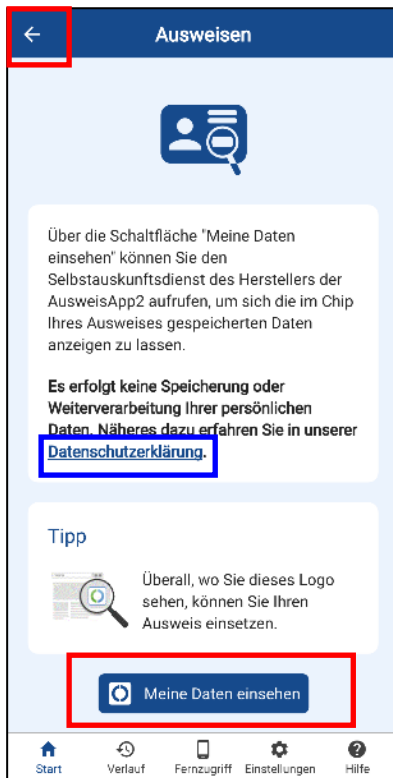 Ausweisen
Über die Schaltfläche "Meine Daten
einsehen" können Sie den
Selbstauskunftsdienst des Herstellers der
AusweisApp2 aufrufen, um sich die im Chip
Ihres Ausweises gespeicherten Daten
anzeigen zu lassen.
Es erfolgt keine Speicherung oder
Weiterverarbeitung Ihrer persönlichen
Daten. Näheres dazu erfahren Sie in unserer
Datenschutzerklärung.
Tipp
Überall, wo Sie dieses Logo
sehen, können Sie Ihren
Ausweis einsetzen.
Meine Daten einsehen
Start Verlauf Fernzugriff Einstellungen Hilfe